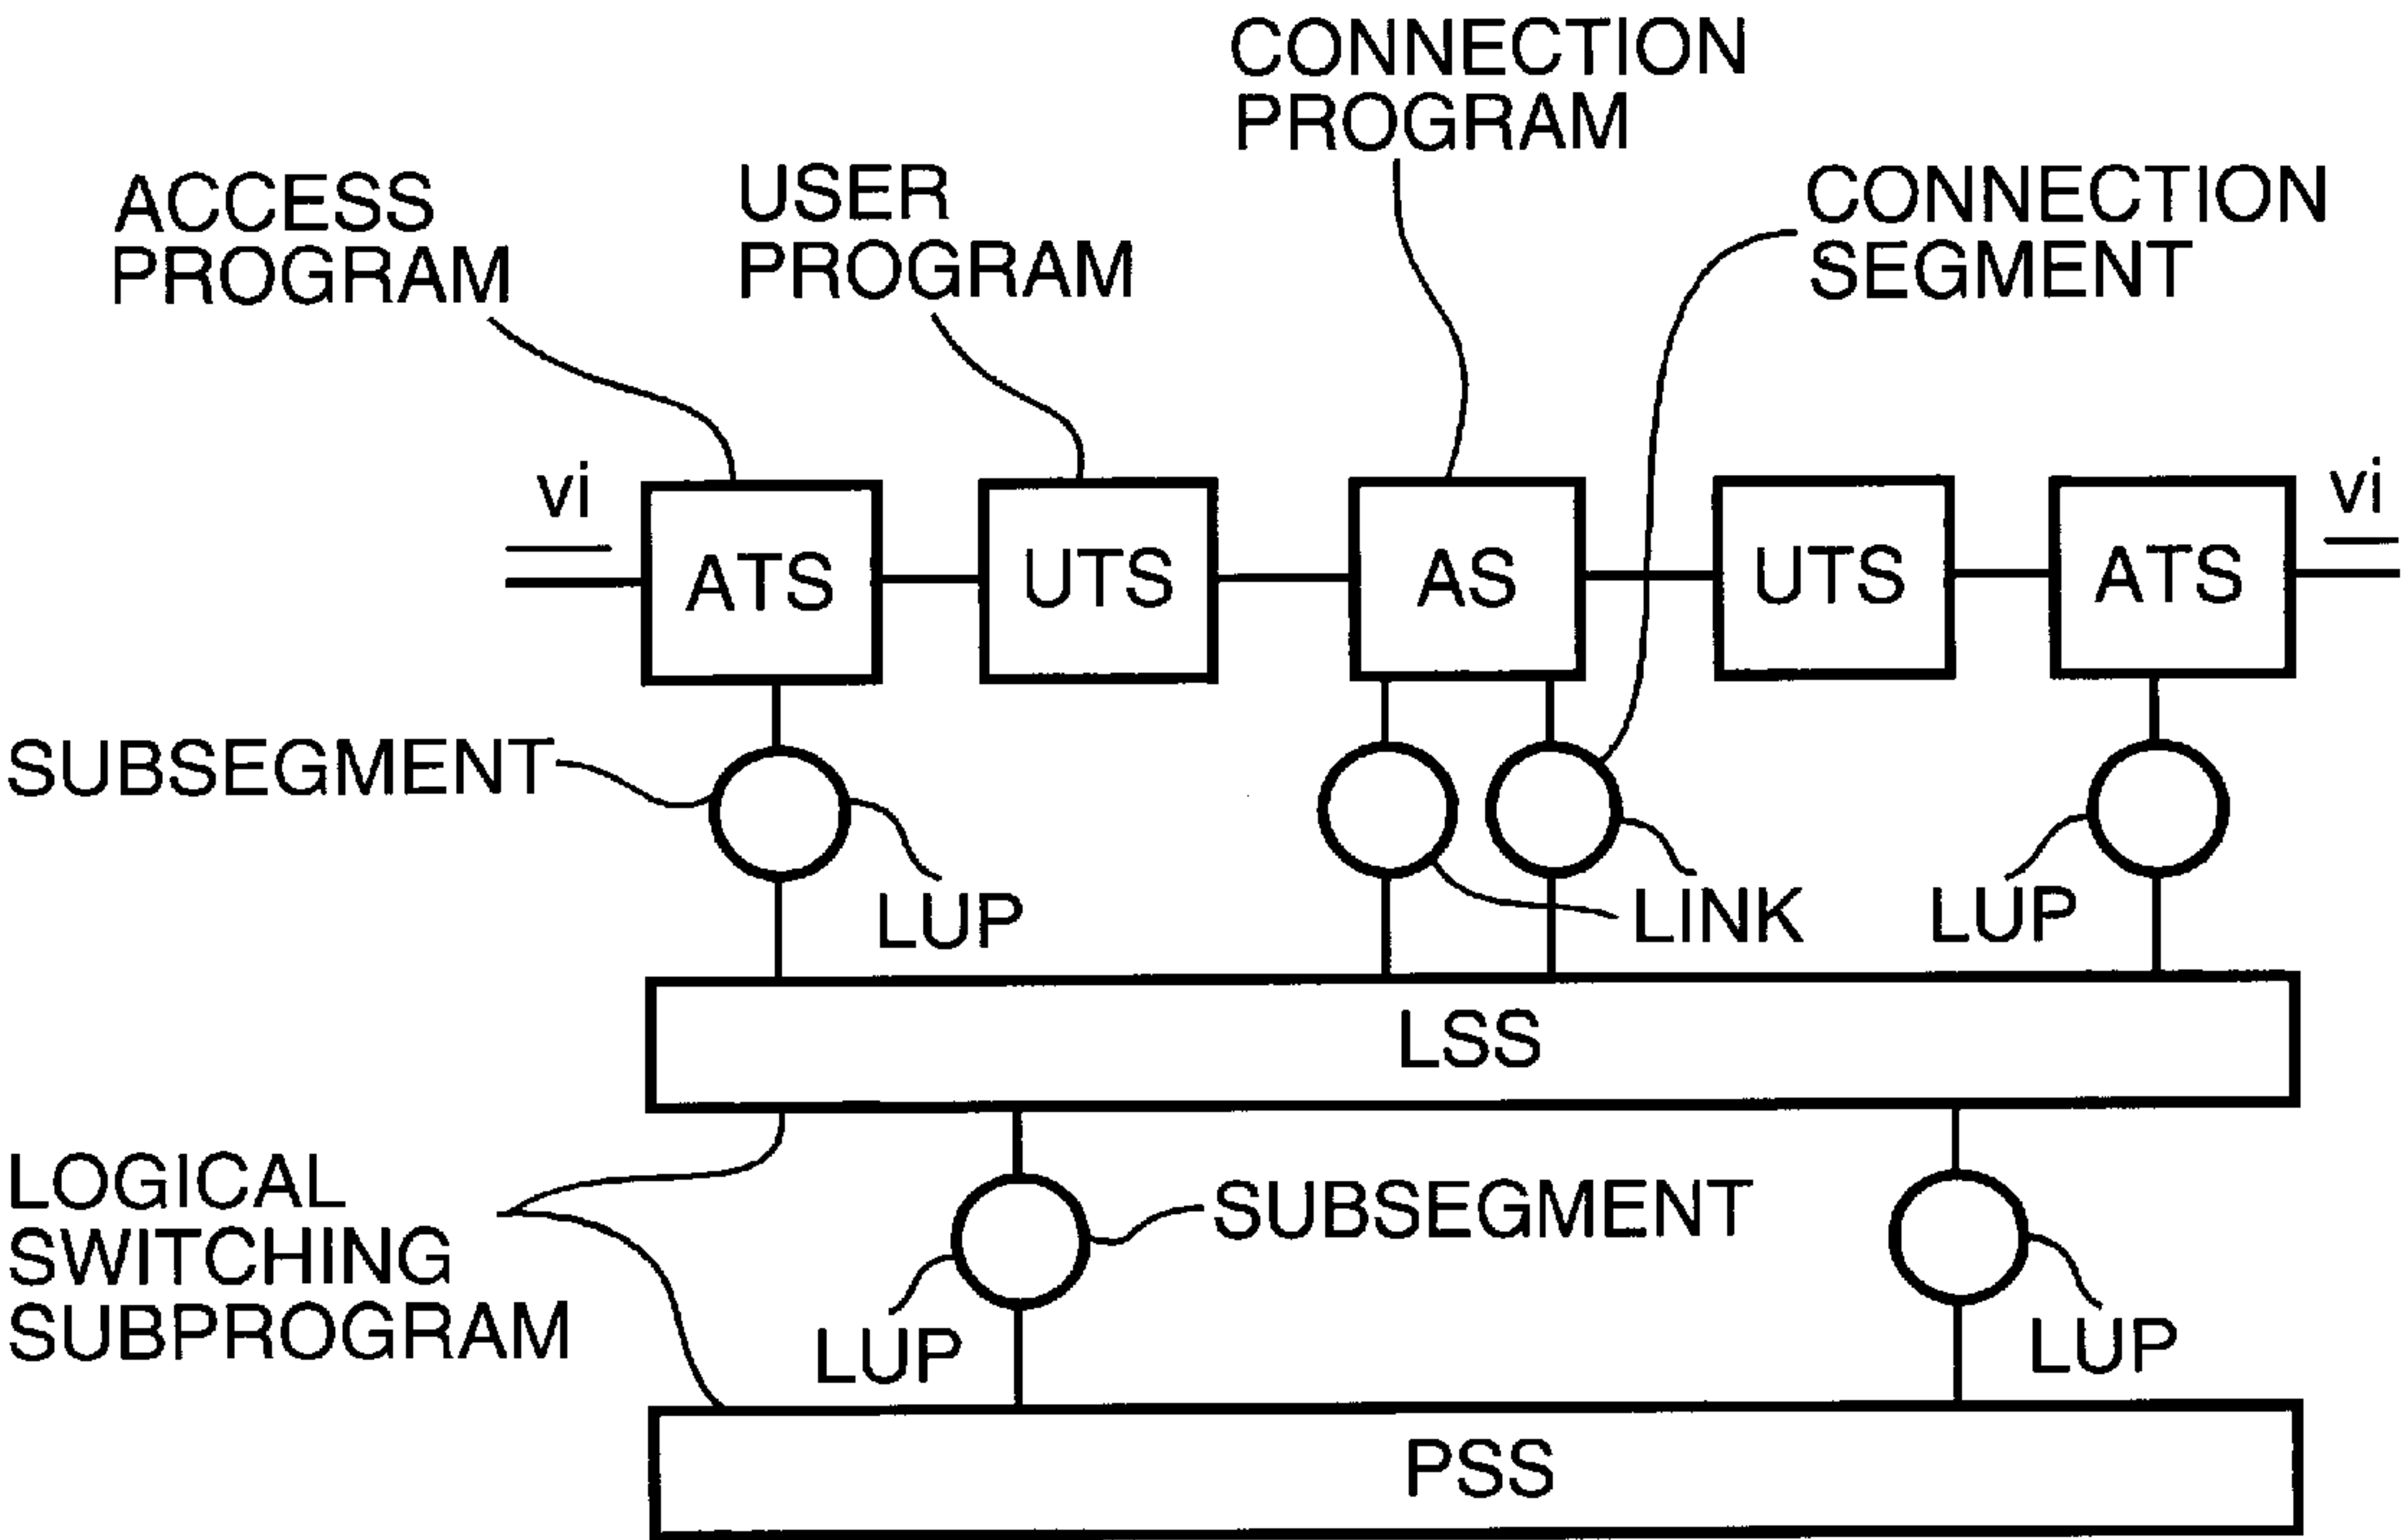 CONNECTION
PROGRAM
ACCESS
PROGRAM
USER
PROGRAM
CONNECTION
SEGMENT
vi
vi
ATS
UTS
AS
UTS
ATS
SUBSEGMENT
LUP
LINK
LUP
LSS
LOGICAL
SWITCHING
SUBPROGRAM
SUBSEGMENT
LUP
LUP
PSS